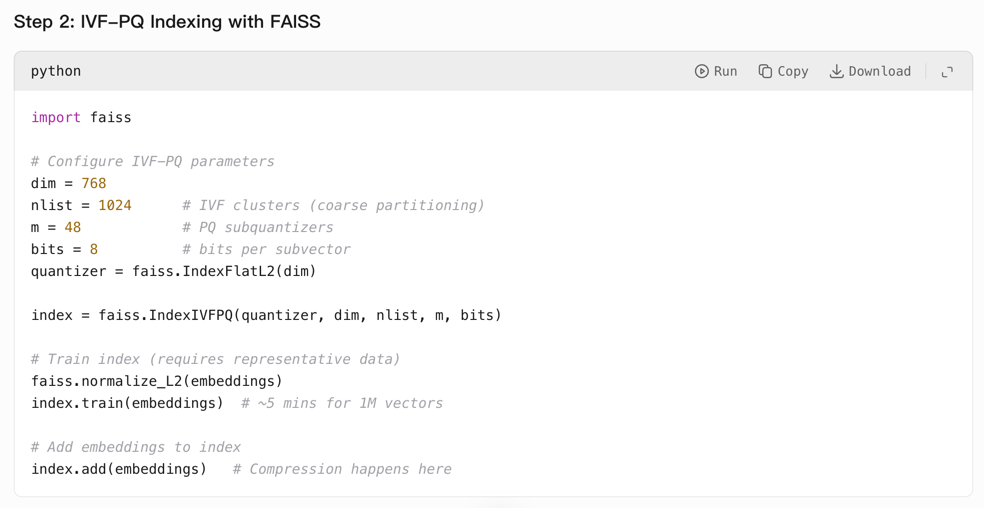 Step 2: IVF-PQ Indexing with FAISS
python Run Copy Download
import faiss
# Configure IVF-PQ parameters
dim = 768
nlist = 1024      # IVF clusters (coarse partitioning)
m = 48            # PQ subquantizers
bits = 8          # bits per subvector
quantizer = faiss.IndexFlatL2(dim)
index = faiss.IndexIVFPQ(quantizer, dim, nlist, m, bits)
# Train index (requires representative data)
faiss.normalize_L2(embeddings)
index.train(embeddings)  # ~5 mins for 1M vectors
# Add embeddings to index
index.add(embeddings)   # Compression happens here